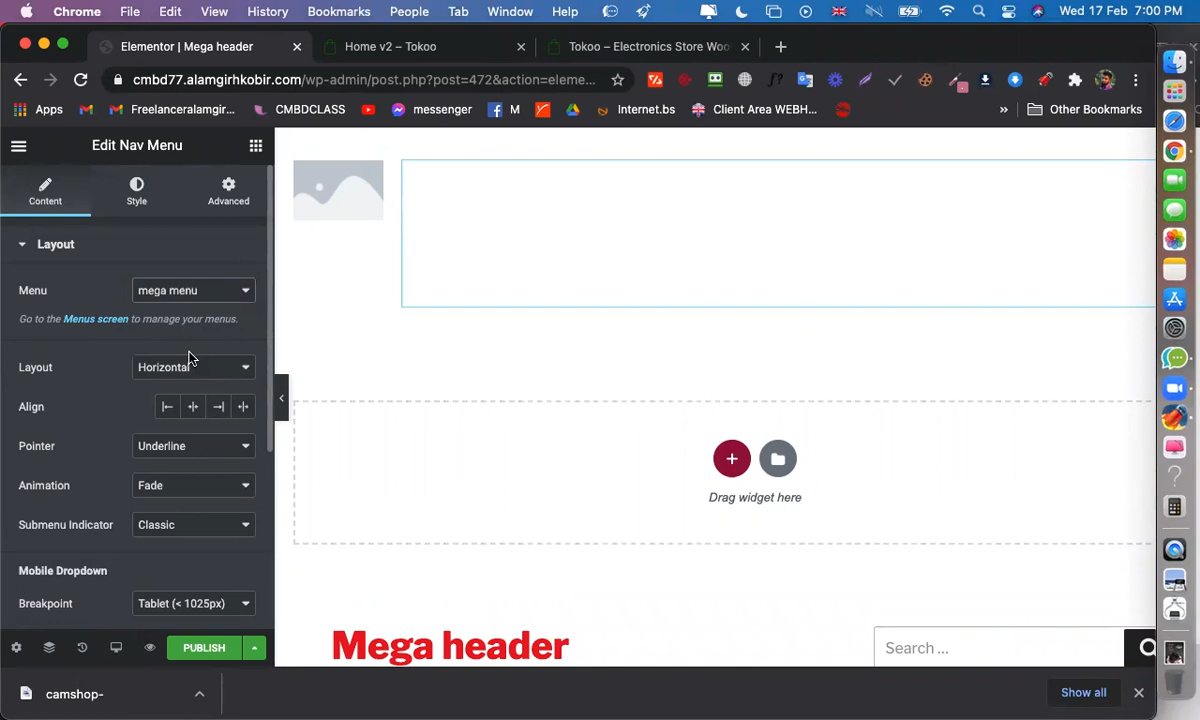 Chrome File Edit View History Bookmarks People Tab Window Help Wed 17 Feb 7:00 PM
Elementor | Mega header Home v2 – Tokoo Tokoo – Electronics Store Woo
cmbd77.alamgirhkobir.com/wp-admin/post.php?post=472&action=eleme...
Apps Freelanceralamgir... CMBDCLASS messenger M Internet.bs Client Area WEBH... » Other Bookmarks
Edit Nav Menu
Content Style Advanced
Layout
Menu mega menu
Go to the Menus screen to manage your menus.
Layout Horizontal
Align
Pointer Underline
Animation Fade
Submenu Indicator Classic
Mobile Dropdown
Breakpoint Tablet (< 1025px)
PUBLISH
Drag widget here
Mega header
Search ...
camshop-
Show all